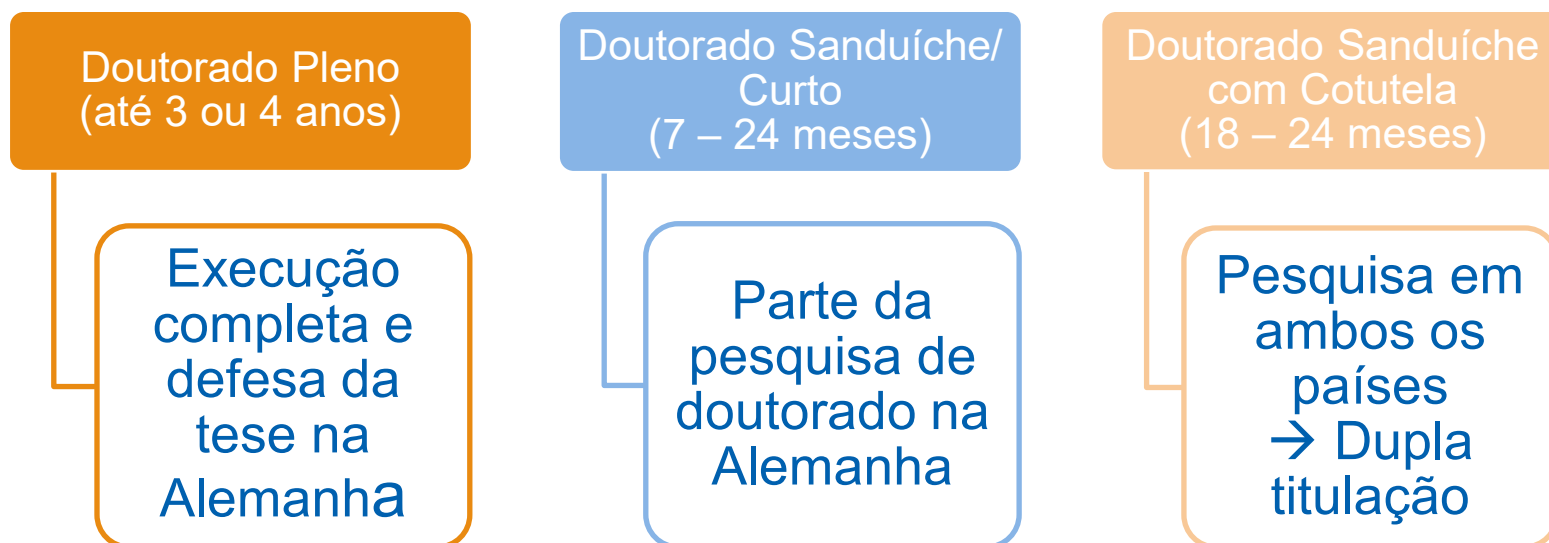 Doutorado Pleno
(até 3 ou 4 anos)
Execução
completa e
defesa da
tese na
Alemanha
Doutorado Sanduíche/
Curto
(7 – 24 meses)
Parte da
pesquisa de
doutorado na
Alemanha
Doutorado Sanduíche
com Cotutela
(18 – 24 meses)
Pesquisa em
ambos os
países
→ Dupla
titulação